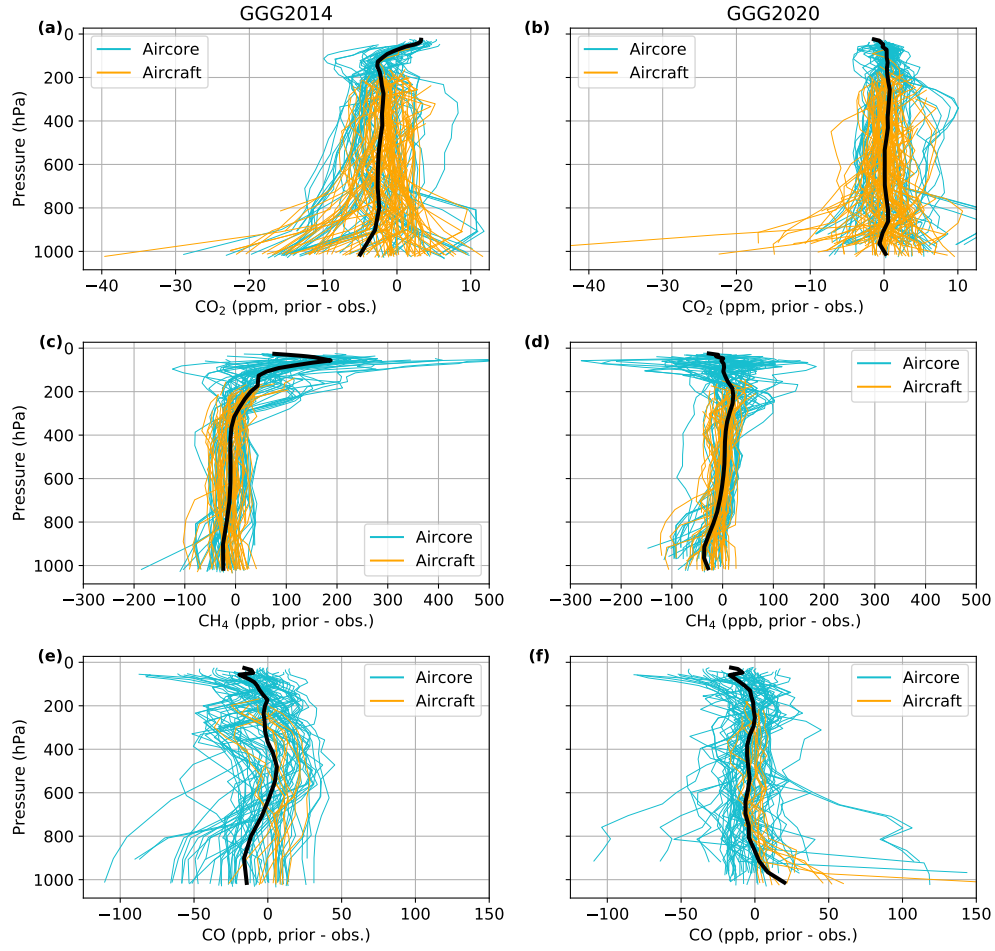 GGG2014
GGG2020
(a)
(b)
Aircore
Aircraft
Aircore
Aircraft
Pressure (hPa)
0
200
400
600
800
1000
−40
−30
−20
−10
0
10
−40
−30
−20
−10
0
10
CO₂ (ppm, prior - obs.)
CO₂ (ppm, prior - obs.)
(c)
(d)
Aircore
Aircraft
Aircore
Aircraft
Pressure (hPa)
0
200
400
600
800
1000
−300
−200
−100
0
100
200
300
400
500
−300
−200
−100
0
100
200
300
400
500
CH₄ (ppb, prior - obs.)
CH₄ (ppb, prior - obs.)
(e)
(f)
Aircore
Aircraft
Aircore
Aircraft
Pressure (hPa)
0
200
400
600
800
1000
−100
−50
0
50
100
150
−100
−50
0
50
100
150
CO (ppb, prior - obs.)
CO (ppb, prior - obs.)